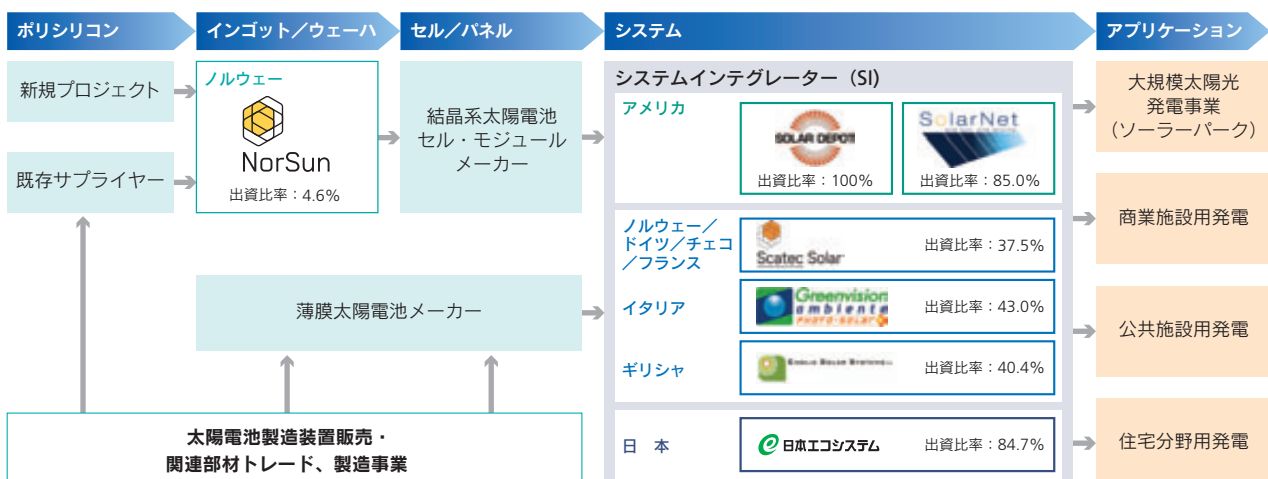 ポリシリコン
インゴット／ウェーハ
セル／パネル
システム
アプリケーション
新規プロジェクト
既存サプライヤー
ノルウェー
NorSun
出資比率：4.6%
結晶系太陽電池
セル・モジュール
メーカー
薄膜太陽電池メーカー
太陽電池製造装置販売・
関連部材トレード、製造事業
システムインテグレーター（SI）
アメリカ
SOLAR DEPOT
出資比率：100%
SolarNet
出資比率：85.0%
ノルウェー／
ドイツ／チェコ
／フランス
Scatec Solar
出資比率：37.5%
イタリア
Greenvision
ambiente
PHOTO-SOLAR
出資比率：43.0%
ギリシャ
出資比率：40.4%
日 本
日本エコシステム
出資比率：84.7%
大規模太陽光
発電事業
（ソーラーパーク）
商業施設用発電
公共施設用発電
住宅分野用発電